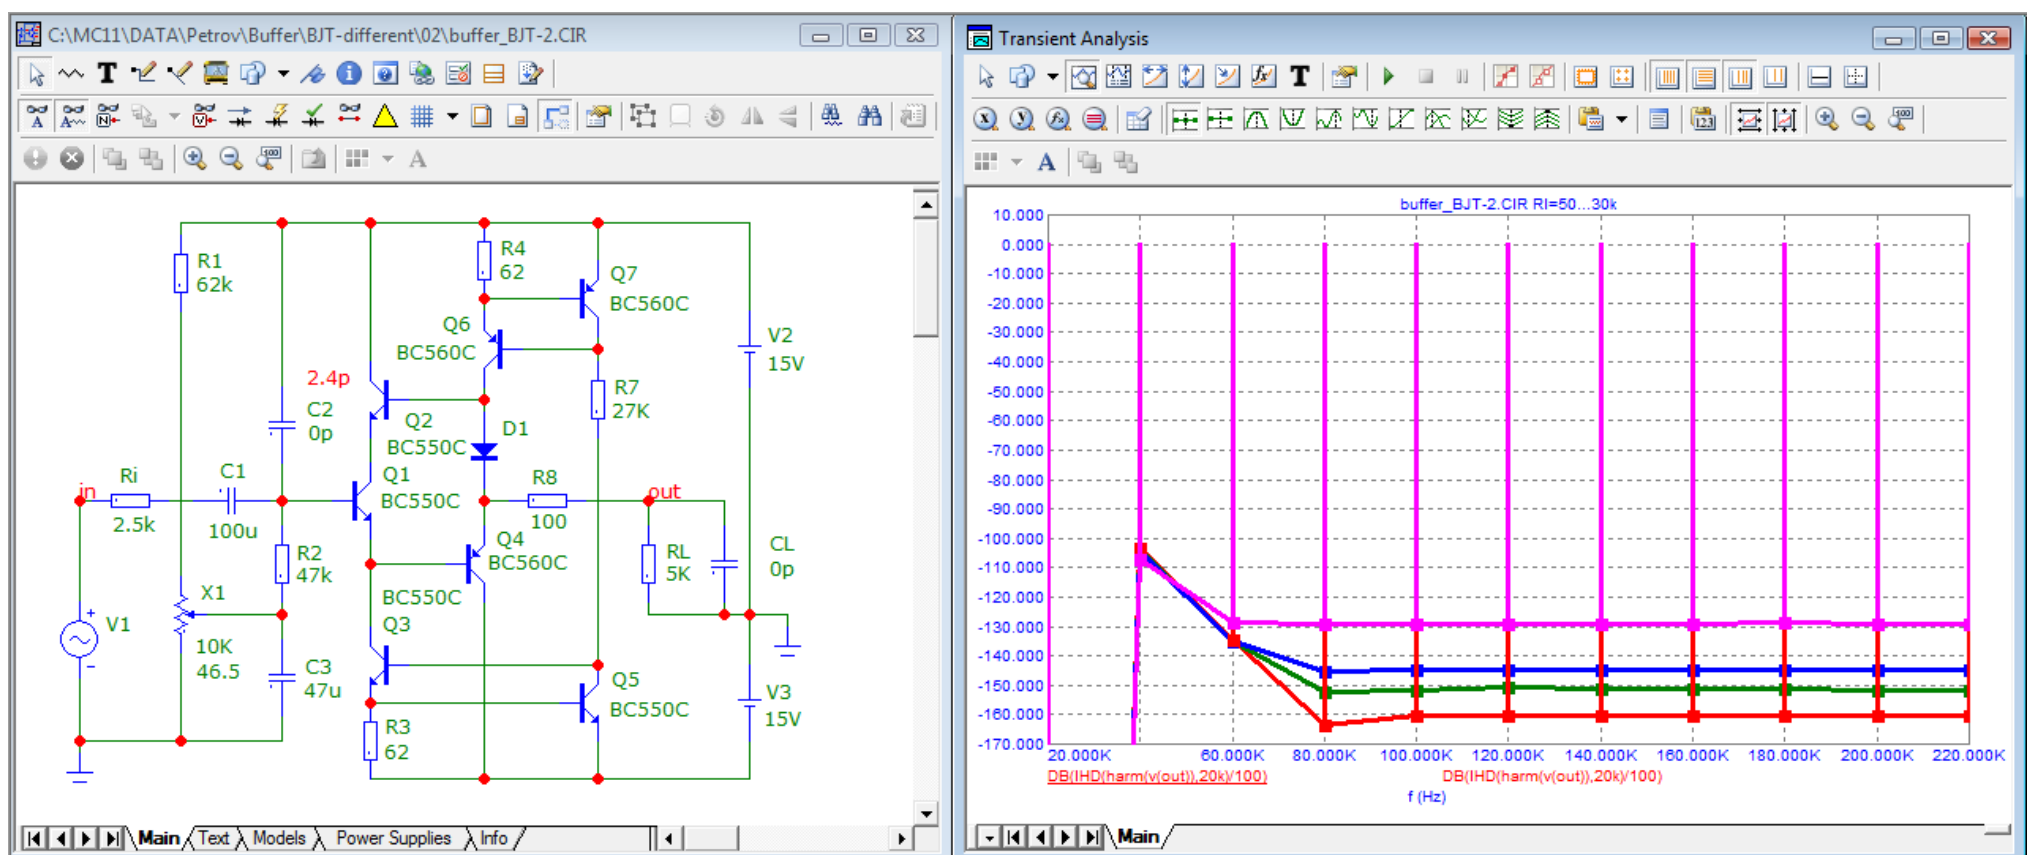 C:\MC11\DATA\Petrov\Buffer\BJT-different\02\buffer_BJT-2.CIR
R1
62k
R4
62
Q7
BC560C
Q6
BC560C
V2
15V
2.4p
C2
0p
Q2
BC550C
D1
R7
27K
in
Ri
2.5k
C1
100u
Q1
BC550C
R8
100
out
R2
47k
Q4
BC560C
RL
5K
CL
0p
X1
10K
46.5
BC550C
Q3
V1
+
-
C3
47u
Q5
BC550C
V3
15V
R3
62
Main
Text
Models
Power Supplies
Info
Transient Analysis
buffer_BJT-2.CIR RI=50...30k
10.000
0.000
-10.000
-20.000
-30.000
-40.000
-50.000
-60.000
-70.000
-80.000
-90.000
-100.000
-110.000
-120.000
-130.000
-140.000
-150.000
-160.000
-170.000
20.000K 60.000K 80.000K 100.000K 120.000K 140.000K 160.000K 180.000K 200.000K 220.000K
DB(IHD(harm(v(out)),20k)/100) DB(IHD(harm(v(out)),20k)/100)
f (Hz)
Main